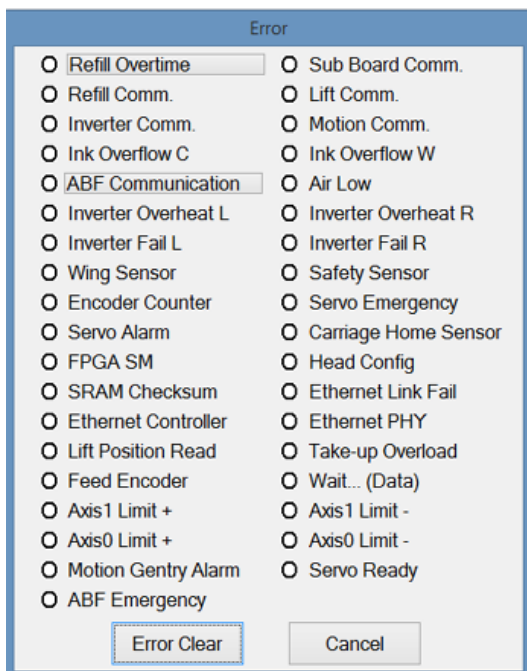 Error
Refill Overtime Sub Board Comm.
Refill Comm. Lift Comm.
Inverter Comm. Motion Comm.
Ink Overflow C Ink Overflow W
ABF Communication Air Low
Inverter Overheat L Inverter Overheat R
Inverter Fail L Inverter Fail R
Wing Sensor Safety Sensor
Encoder Counter Servo Emergency
Servo Alarm Carriage Home Sensor
FPGA SM Head Config
SRAM Checksum Ethernet Link Fail
Ethernet Controller Ethernet PHY
Lift Position Read Take-up Overload
Feed Encoder Wait... (Data)
Axis1 Limit + Axis1 Limit -
Axis0 Limit + Axis0 Limit -
Motion Gentry Alarm Servo Ready
ABF Emergency
Error Clear Cancel